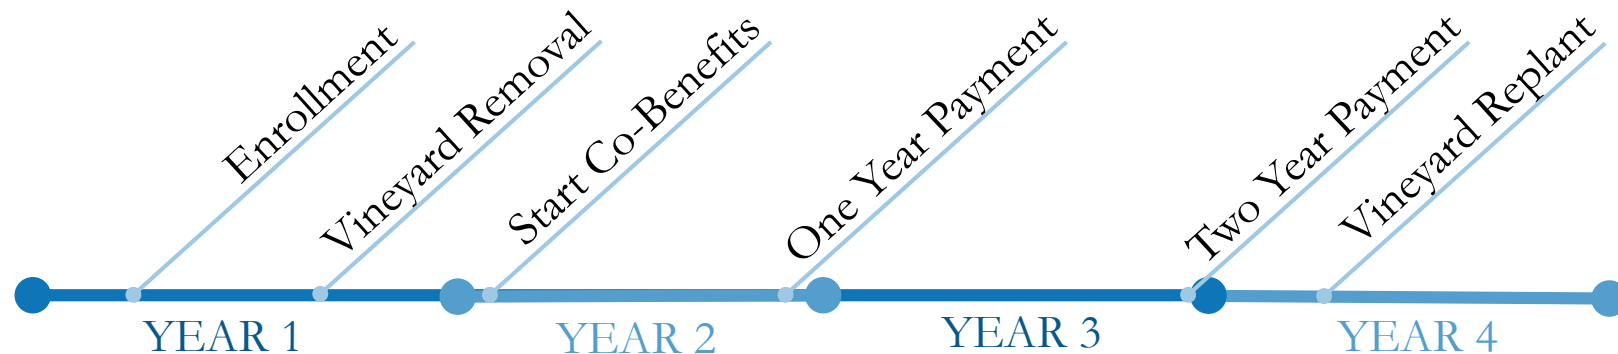 Enrollment
Vineyard Removal
Start Co-Benefits
One Year Payment
Two Year Payment
Vineyard Replant
YEAR 1
YEAR 2
YEAR 3
YEAR 4